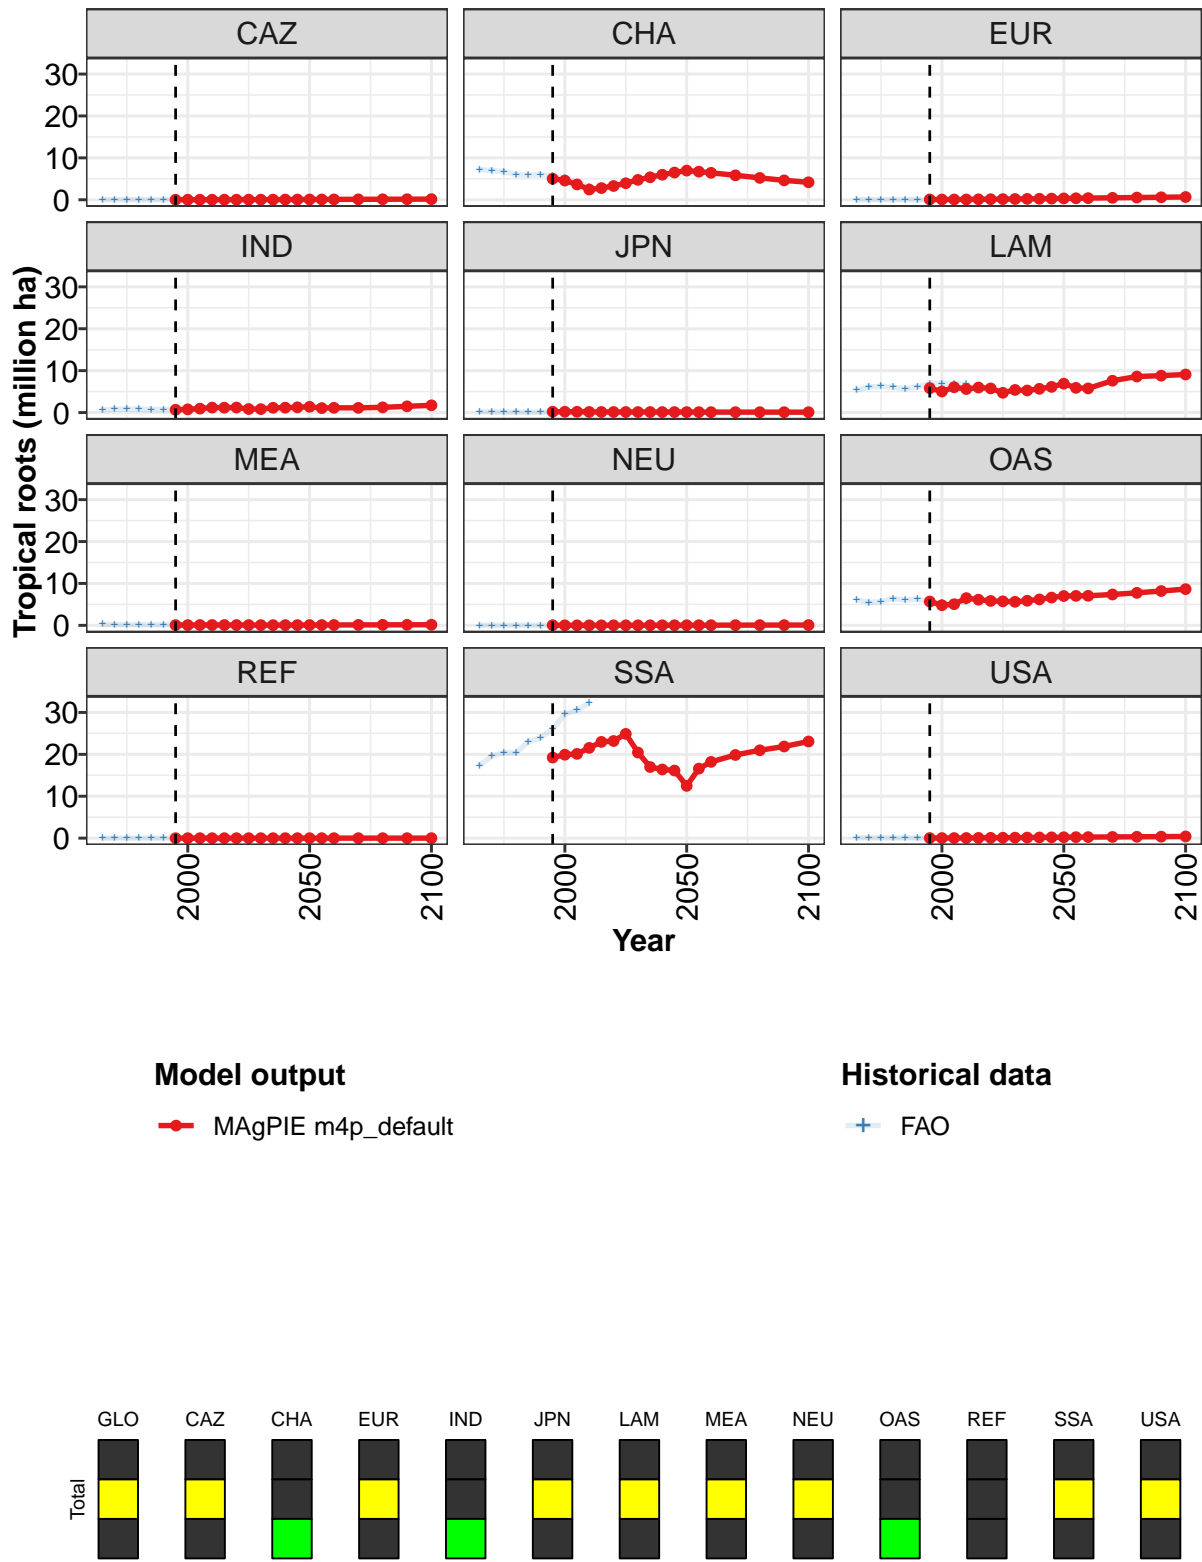 CAZ CHA EUR
30
20
10
0
IND JPN LAM
30
20
10
0
MEA NEU OAS
30
20
10
0
REF SSA USA
30
20
10
0
Tropical roots (million ha)
2000 2050 2100 2000 2050 2100 2000 2050 2100
Year
Model output Historical data
MAgPIE m4p_default FAO
GLO CAZ CHA EUR IND JPN LAM MEA NEU OAS REF SSA USA
Total